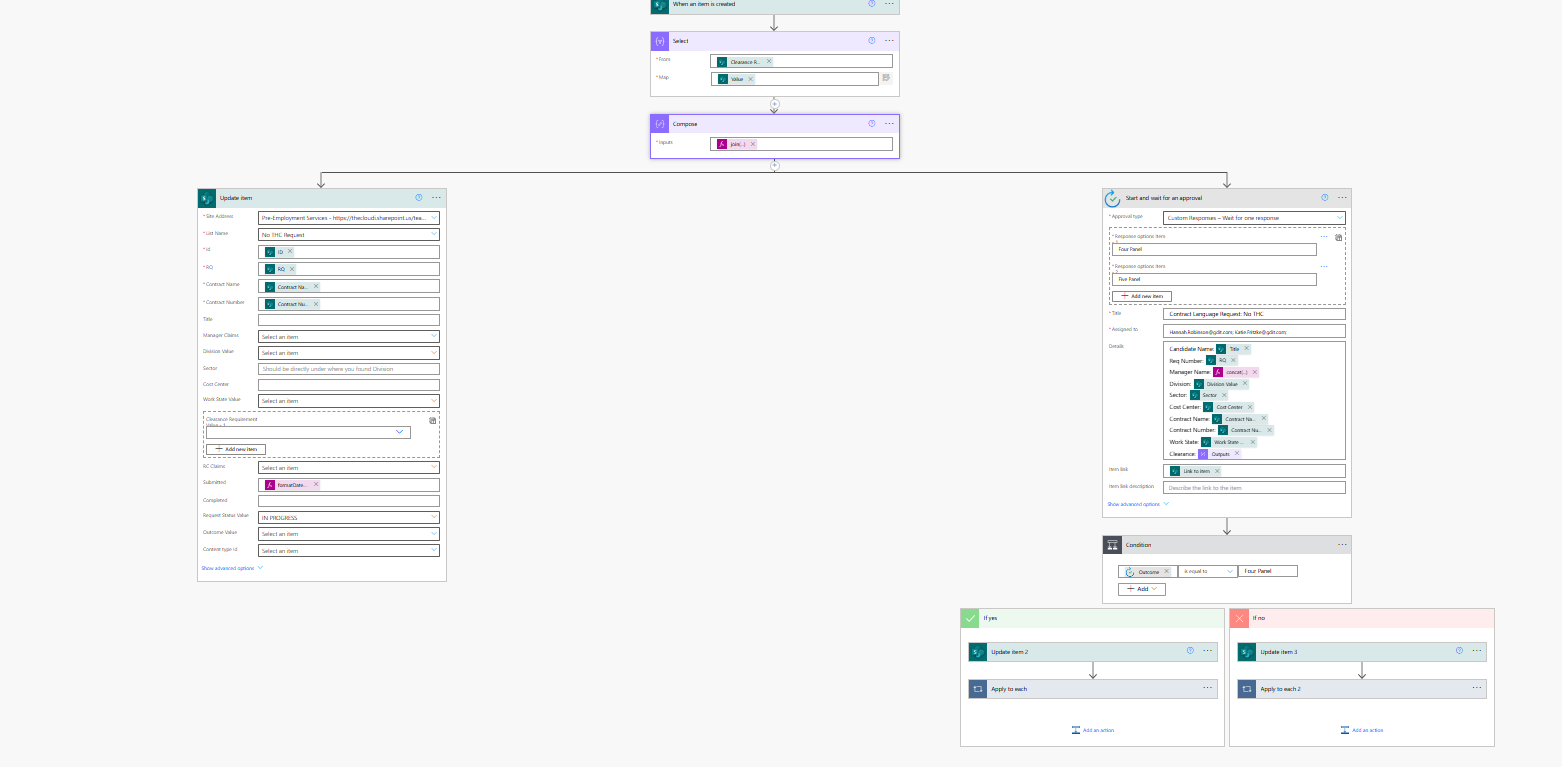 When an item is created
Select
* From
Clearance R...
* Map
Value
Compose
* Inputs
join(...)
Update item
* Site Address
Pre-Employment Services - https://thecloudi.sharepoint.us/tea...
* List Name
No THC Request
* Id
ID
* RQ
RQ
* Contract Name
Contract Na...
* Contract Number
Contract Nu...
Title
Manager Claims
Select an item
Division Value
Select an item
Sector
Should be directly under where you found Division
Cost Center
Work State Value
Select an item
Clearance Requirement
Add new item
RC Claims
Select an item
Submitted
formatDate...
Completed
Request Status Value
IN PROGRESS
Outcome Value
Select an item
Content type Id
Select an item
Show advanced options
Start and wait for an approval
* Approval type
Custom Responses – Wait for one response
* Response options Item
Four Panel
* Response options Item
Five Panel
Add new item
* Title
Contract Language Request: No THC
* Assigned to
Details
Candidate Name: Title
Req Number: RQ
Manager Name: concat(...)
Division: Division Value
Sector: Sector
Cost Center: Cost Center
Contract Name: Contract Na...
Contract Number: Contract Nu...
Work State: Work State ...
Clearance: Outputs
Item link
Link to item
Item link description
Describe the link to the item
Show advanced options
Condition
Outcome
is equal to
Four Panel
Add
If yes
Update item 2
Apply to each
Add an action
If no
Update item 3
Apply to each 2
Add an action